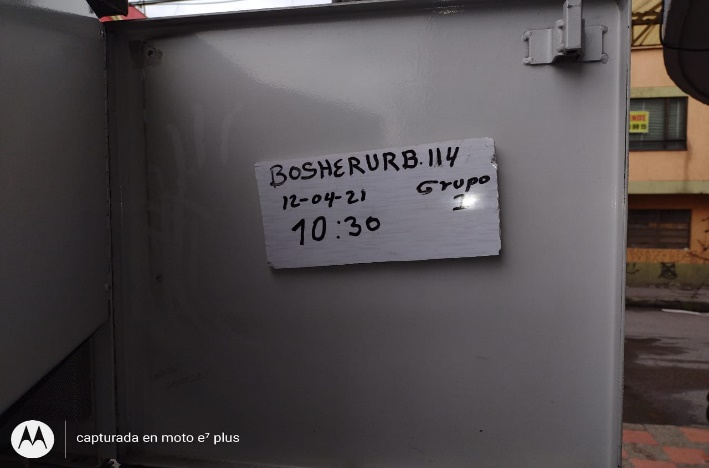 BOSHERURB.114
12-04-21 Grupo
10:30
capturada en moto e⁷ plus